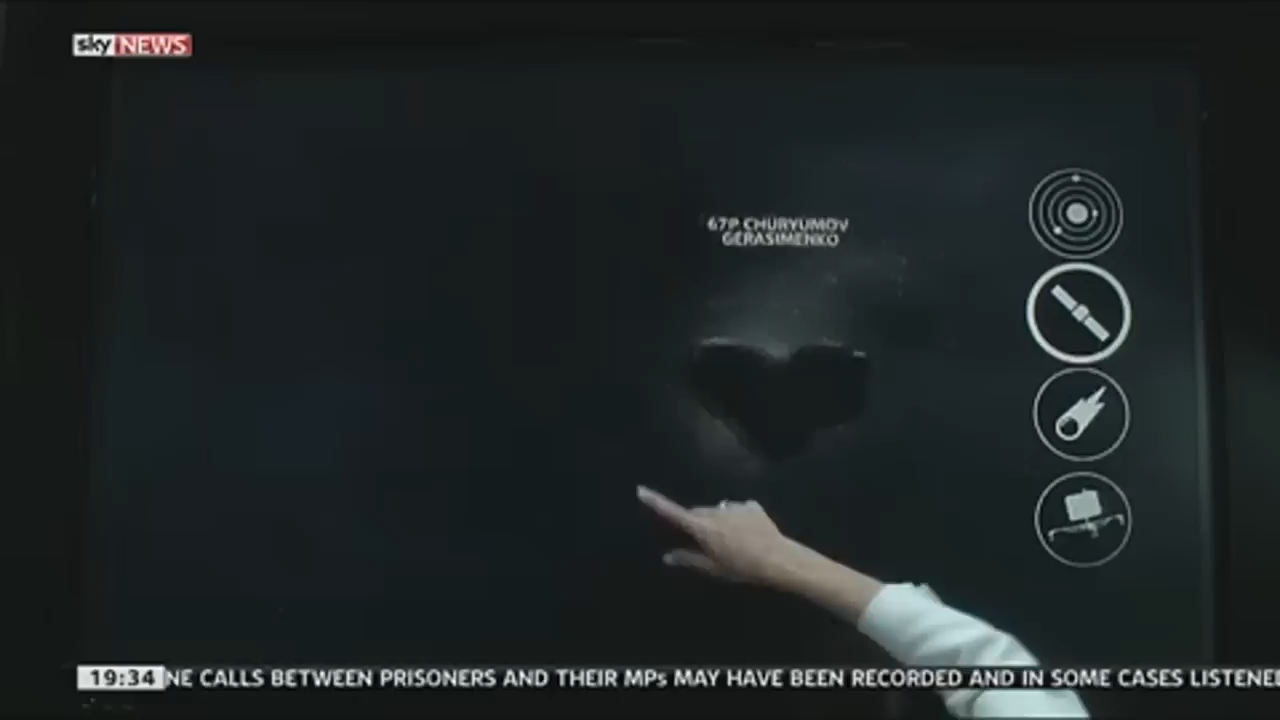 sky NEWS
67P CHURYUMOV
GERASIMENKO
19:34 NE CALLS BETWEEN PRISONERS AND THEIR MPs MAY HAVE BEEN RECORDED AND IN SOME CASES LISTENED